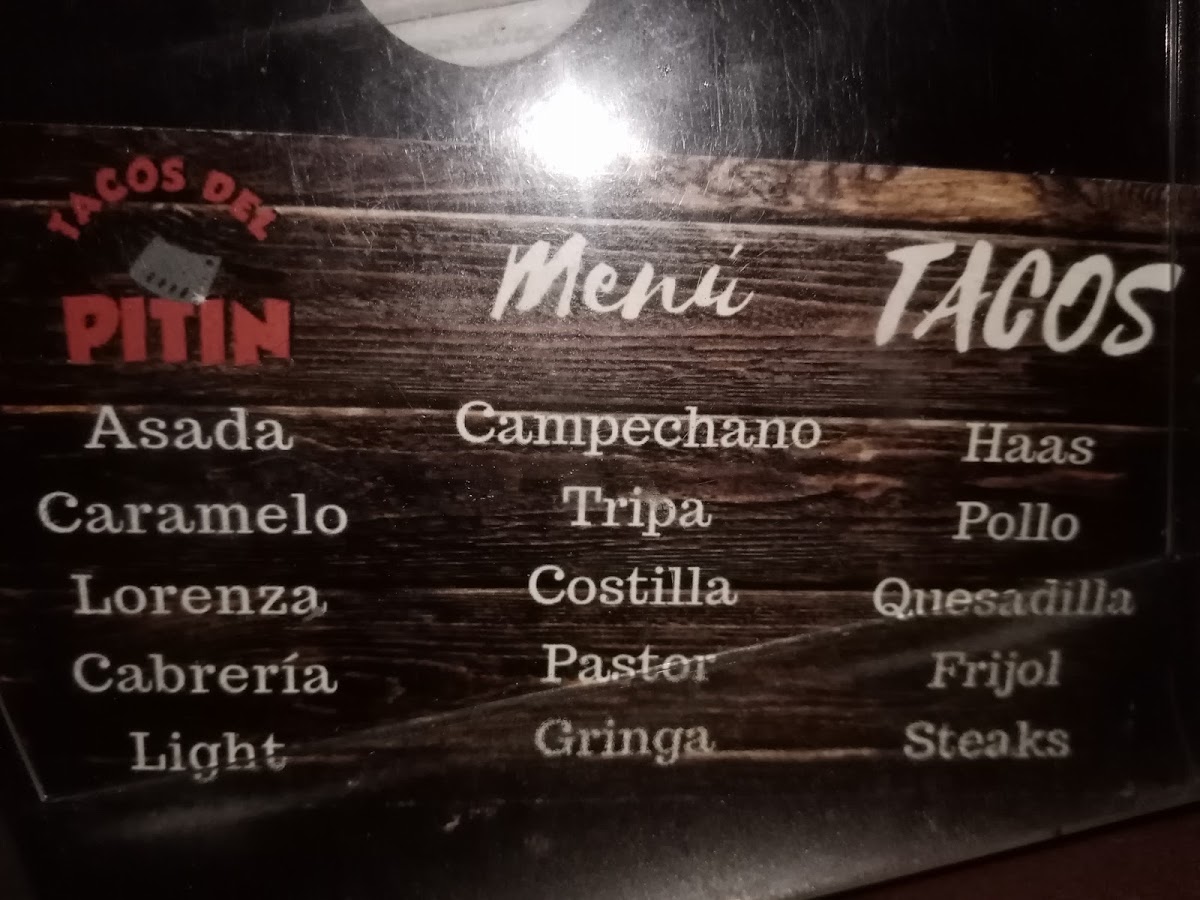 TACOS DEL
PITIN
Menú
TACOS
Asada
Caramelo
Lorenza
Cabrería
Light
Campechano
Tripa
Costilla
Pastor
Gringa
Haas
Pollo
Quesadilla
Frijol
Steaks